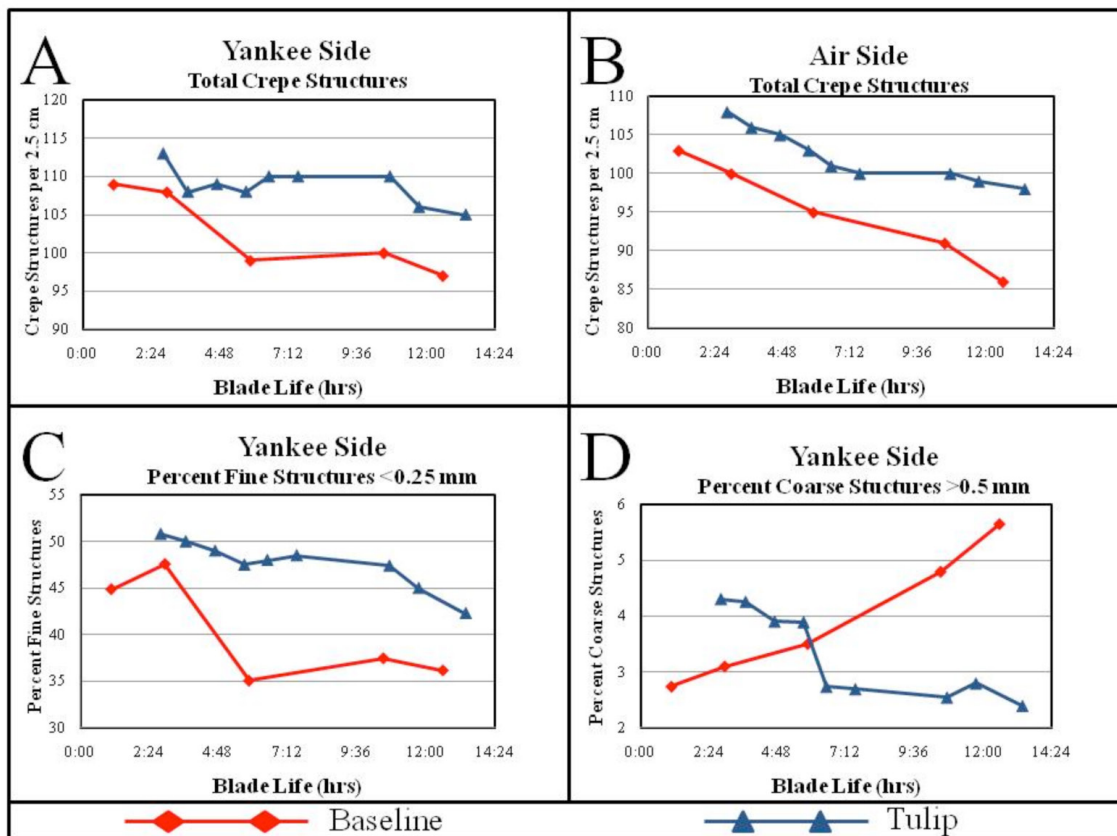 A
Yankee Side
Total Crepe Structures
Crepe Structures per 2.5 cm
120
115
110
105
100
95
90
0:00 2:24 4:48 7:12 9:36 12:00 14:24
Blade Life (hrs)
B
Air Side
Total Crepe Structures
Crepe Structures per 2.5 cm
110
105
100
95
90
85
80
0:00 2:24 4:48 7:12 9:36 12:00 14:24
Blade Life (hrs)
C
Yankee Side
Percent Fine Structures <0.25 mm
Percent Fine Structures
55
50
45
40
35
30
0:00 2:24 4:48 7:12 9:36 12:00 14:24
Blade Life (hrs)
D
Yankee Side
Percent Coarse Stuctures >0.5 mm
Percent Coarse Structures
6
5
4
3
2
0:00 2:24 4:48 7:12 9:36 12:00 14:24
Blade Life (hrs)
Baseline
Tulip